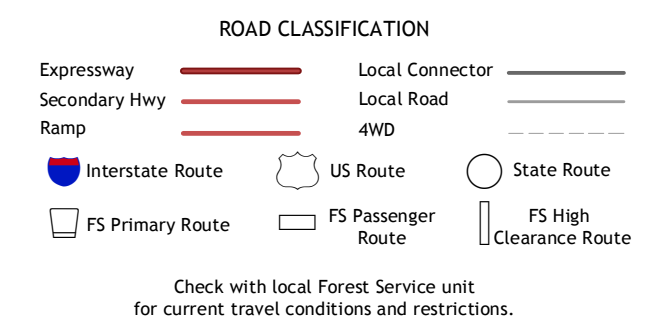 ROAD CLASSIFICATION
Expressway
Local Connector
Secondary Hwy
Local Road
Ramp
4WD
Interstate Route
US Route
State Route
FS Primary Route
FS Passenger
Route
FS High
Clearance Route
Check with local Forest Service unit
for current travel conditions and restrictions.